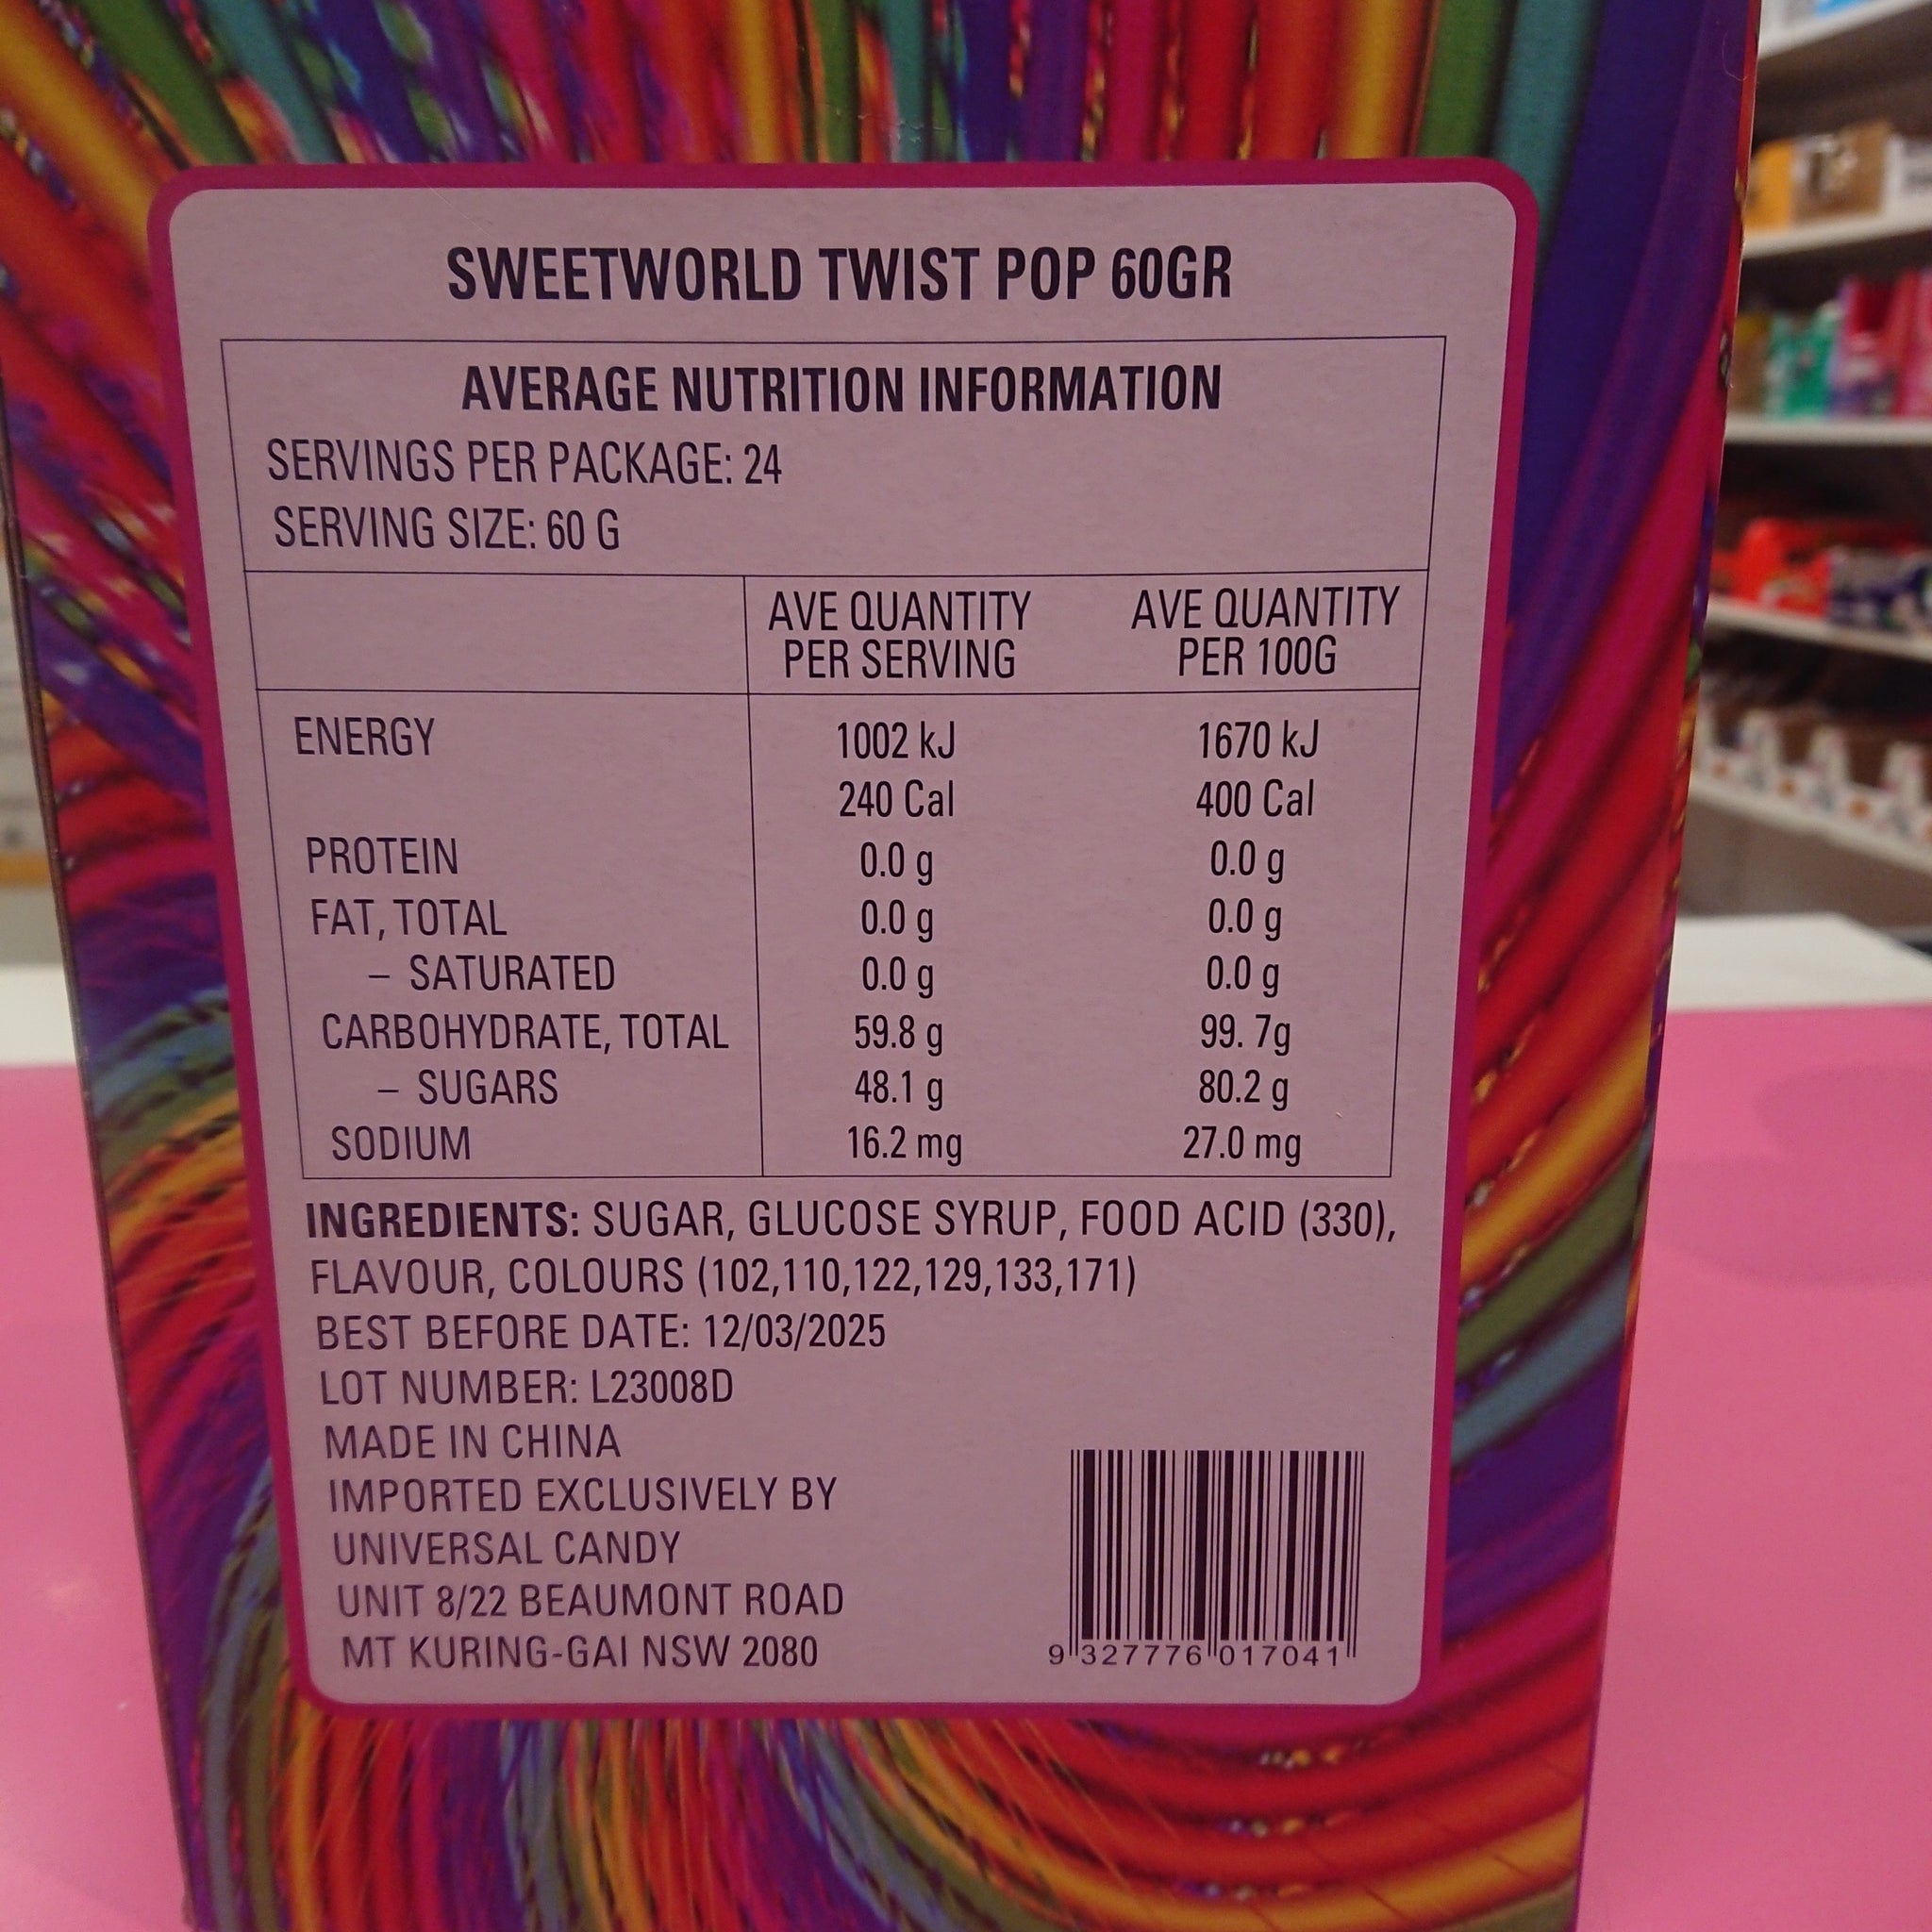 SWEETWORLD TWIST POP 60GR
AVERAGE NUTRITION INFORMATION
SERVINGS PER PACKAGE: 24
SERVING SIZE: 60 G
AVE QUANTITY PER SERVING AVE QUANTITY PER 100G
ENERGY 1002 kJ 1670 kJ
240 Cal 400 Cal
PROTEIN 0.0 g 0.0 g
FAT, TOTAL 0.0 g 0.0 g
– SATURATED 0.0 g 0.0 g
CARBOHYDRATE, TOTAL 59.8 g 99. 7g
– SUGARS 48.1 g 80.2 g
SODIUM 16.2 mg 27.0 mg
INGREDIENTS: SUGAR, GLUCOSE SYRUP, FOOD ACID (330),
FLAVOUR, COLOURS (102,110,122,129,133,171)
BEST BEFORE DATE: 12/03/2025
LOT NUMBER: L23008D
MADE IN CHINA
IMPORTED EXCLUSIVELY BY
UNIVERSAL CANDY
UNIT 8/22 BEAUMONT ROAD
MT KURING-GAI NSW 2080
9 327776 017041